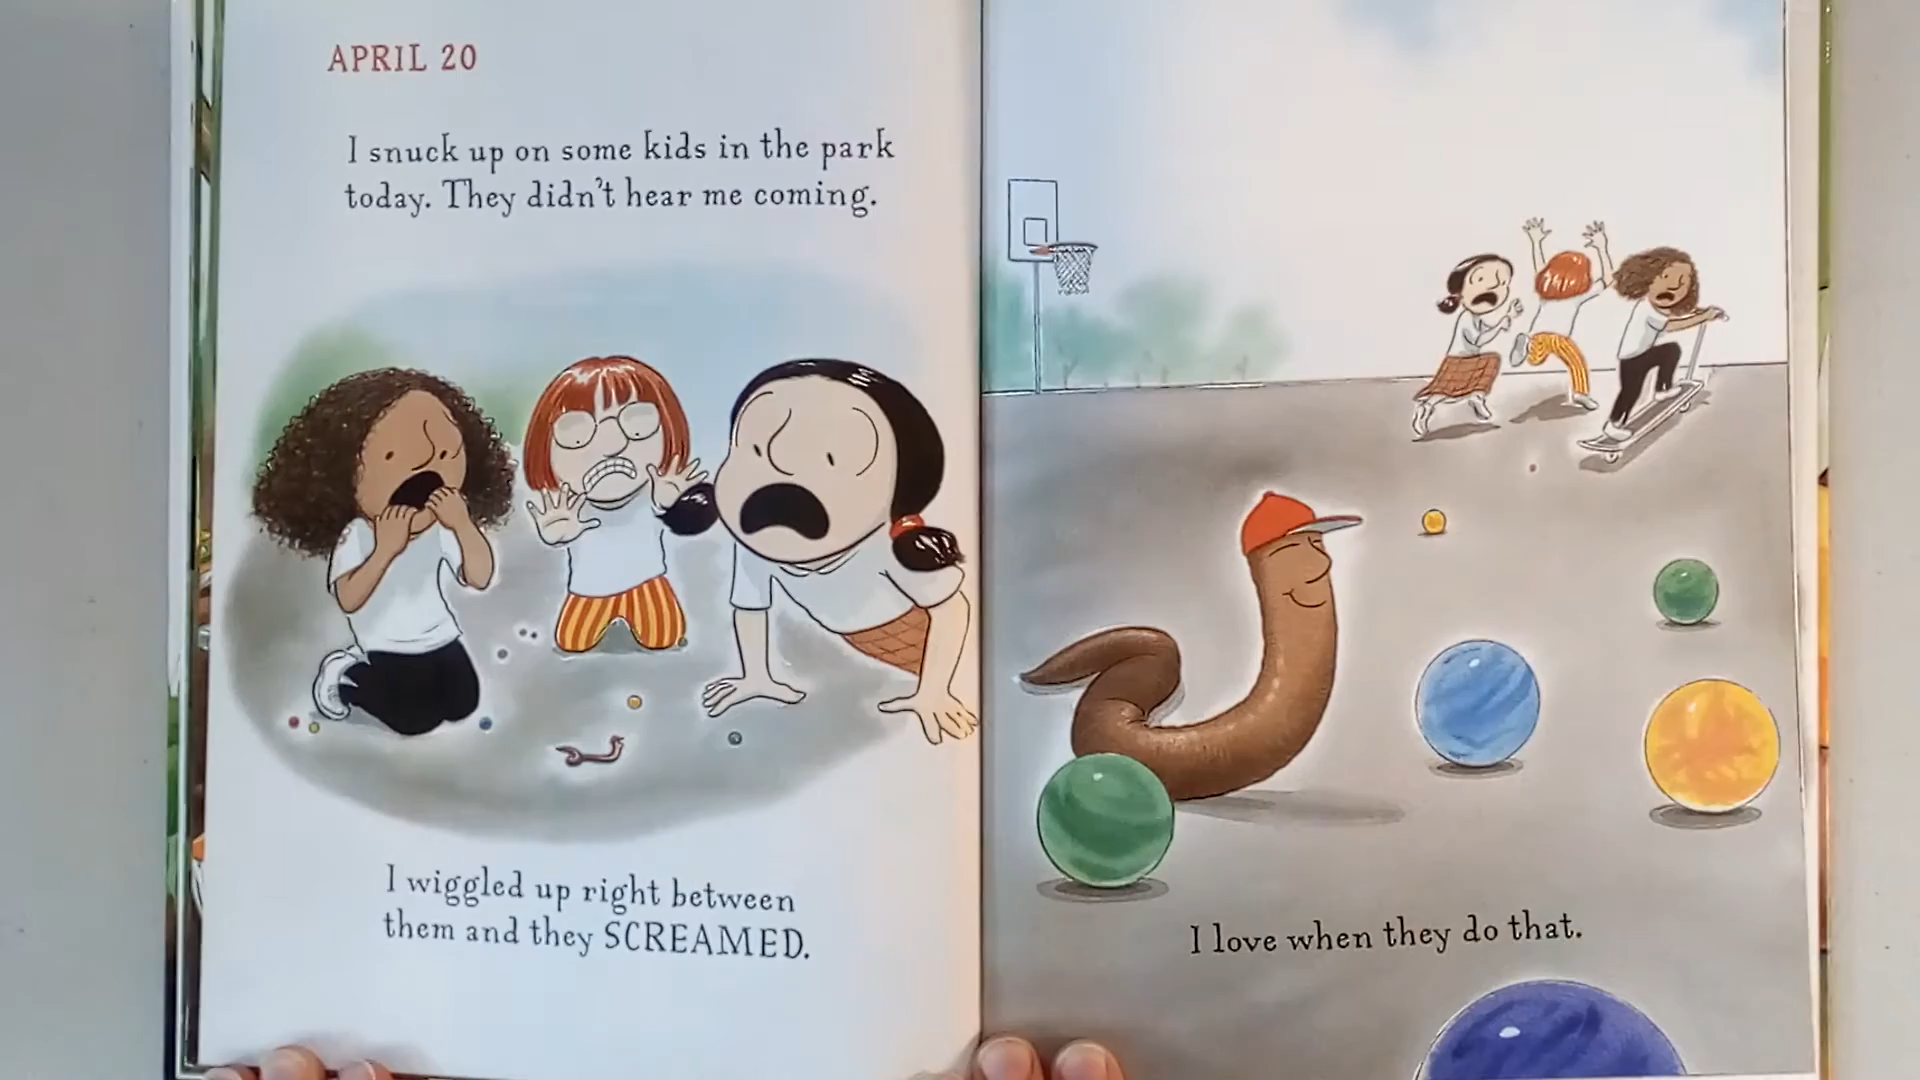 APRIL 20
I snuck up on some kids in the park
today. They didn't hear me coming.
I wiggled up right between
them and they SCREAMED.
I love when they do that.